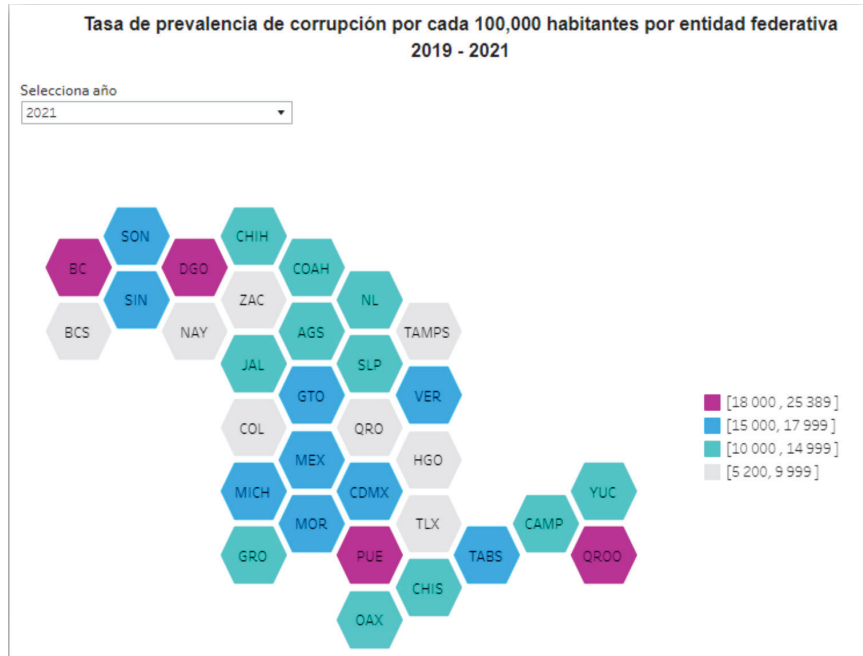 Tasa de prevalencia de corrupción por cada 100,000 habitantes por entidad federativa
2019 - 2021
Selecciona año
2021
SON
CHIH
BC
DGO
COAH
SIN
ZAC
NL
BCS
NAY
AGS
TAMPS
JAL
SLP
GTO
VER
COL
QRO
MEX
HGO
MICH
CDMX
YUC
MOR
TLX
CAMP
GRO
PUE
TABS
QROO
CHIS
OAX
[18 000 , 25 389 ]
[15 000, 17 999 ]
[10 000 , 14 999 ]
[5 200, 9 999 ]